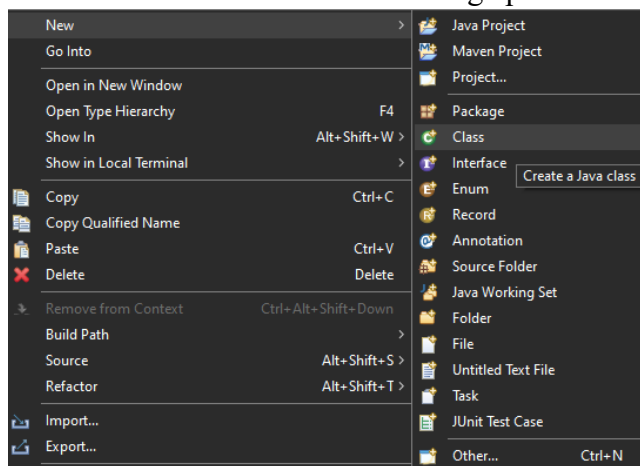 New >
Go Into
Open in New Window
Open Type Hierarchy F4
Show In Alt+Shift+W >
Show in Local Terminal >
Copy Ctrl+C
Copy Qualified Name
Paste Ctrl+V
Delete Delete
Remove from Context Ctrl+Alt+Shift+Down
Build Path >
Source Alt+Shift+S >
Refactor Alt+Shift+T >
Import...
Export...
Java Project
Maven Project
Project...
Package
Class
Interface
Create a Java class
Enum
Record
Annotation
Source Folder
Java Working Set
Folder
File
Untitled Text File
Task
JUnit Test Case
Other... Ctrl+N